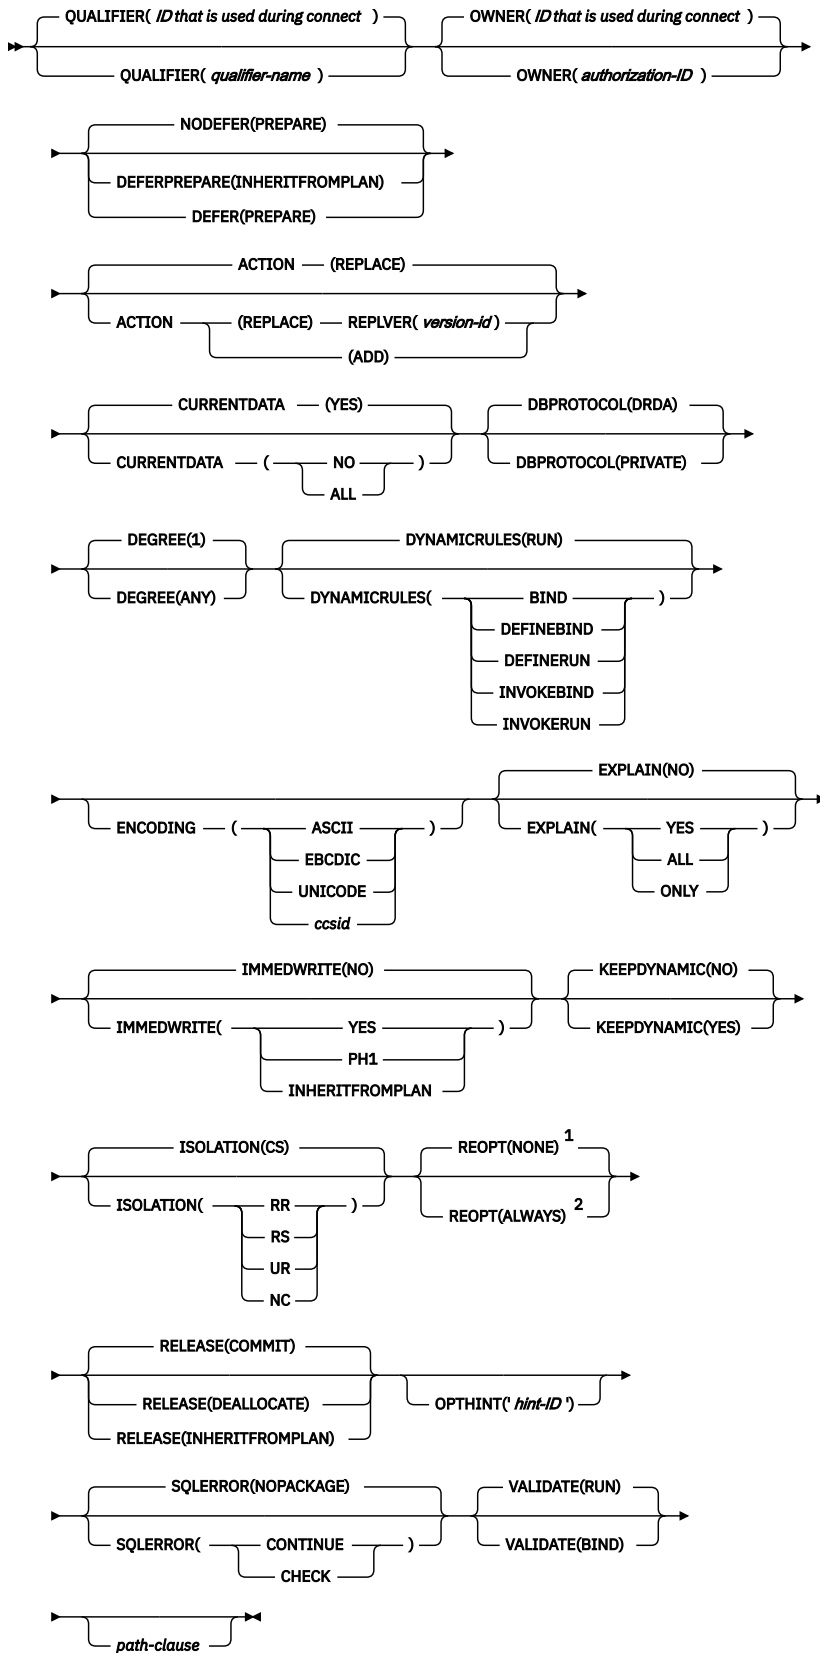 QUALIFIER( ID that is used during connect ) OWNER( ID that is used during connect )
QUALIFIER( qualifier-name ) OWNER( authorization-ID )
NODEFER(PREPARE)
DEFERPREPARE(INHERITFROMPLAN)
DEFER(PREPARE)
ACTION (REPLACE)
ACTION (REPLACE) REPLVER( version-id )
(ADD)
CURRENTDATA (YES) DBPROTOCOL(DRDA)
CURRENTDATA ( NO ) DBPROTOCOL(PRIVATE)
ALL
DEGREE(1) DYNAMICRULES(RUN)
DEGREE(ANY) DYNAMICRULES( BIND )
DEFINEBIND
DEFINERUN
INVOKEBIND
INVOKERUN
EXPLAIN(NO)
ENCODING ( ASCII ) EXPLAIN( YES )
EBCDIC ALL
UNICODE ONLY
ccsid
IMMEDWRITE(NO) KEEPDYNAMIC(NO)
IMMEDWRITE( YES ) KEEPDYNAMIC(YES)
PH1
INHERITFROMPLAN
ISOLATION(CS) REOPT(NONE) 1
ISOLATION( RR ) REOPT(ALWAYS) 2
RS
UR
NC
RELEASE(COMMIT)
RELEASE(DEALLOCATE) OPTHINT(' hint-ID ')
RELEASE(INHERITFROMPLAN)
SQLERROR(NOPACKAGE) VALIDATE(RUN)
SQLERROR( CONTINUE ) VALIDATE(BIND)
CHECK
path-clause